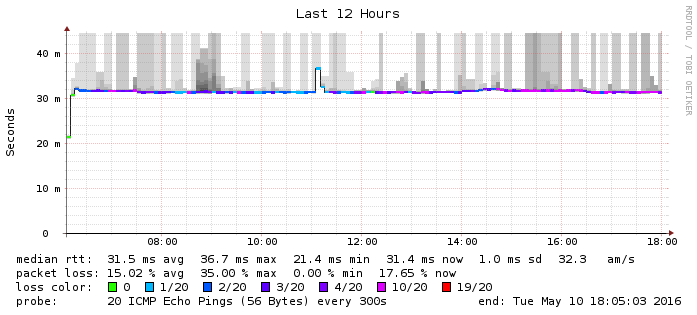 Last 12 Hours
RRDTOOL / TOBI OETIKER
Seconds
40 m
30 m
20 m
10 m
0
08:00 10:00 12:00 14:00 16:00 18:00
median rtt: 31.5 ms avg 36.7 ms max 21.4 ms min 31.4 ms now 1.0 ms sd 32.3 am/s
packet loss: 15.02 % avg 35.00 % max 0.00 % min 17.65 % now
loss color: 0 1/20 2/20 3/20 4/20 10/20 19/20
probe: 20 ICMP Echo Pings (56 Bytes) every 300s end: Tue May 10 18:05:03 2016